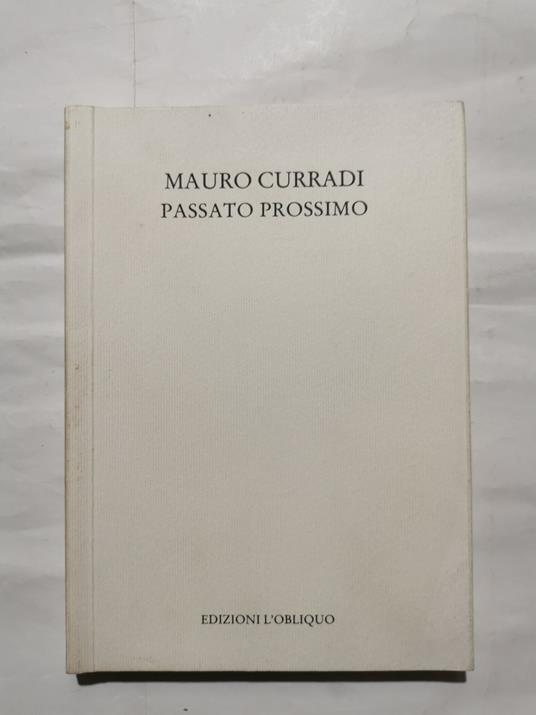 MAURO CURRADI
PASSATO PROSSIMO
EDIZIONI L'OBLIQUO